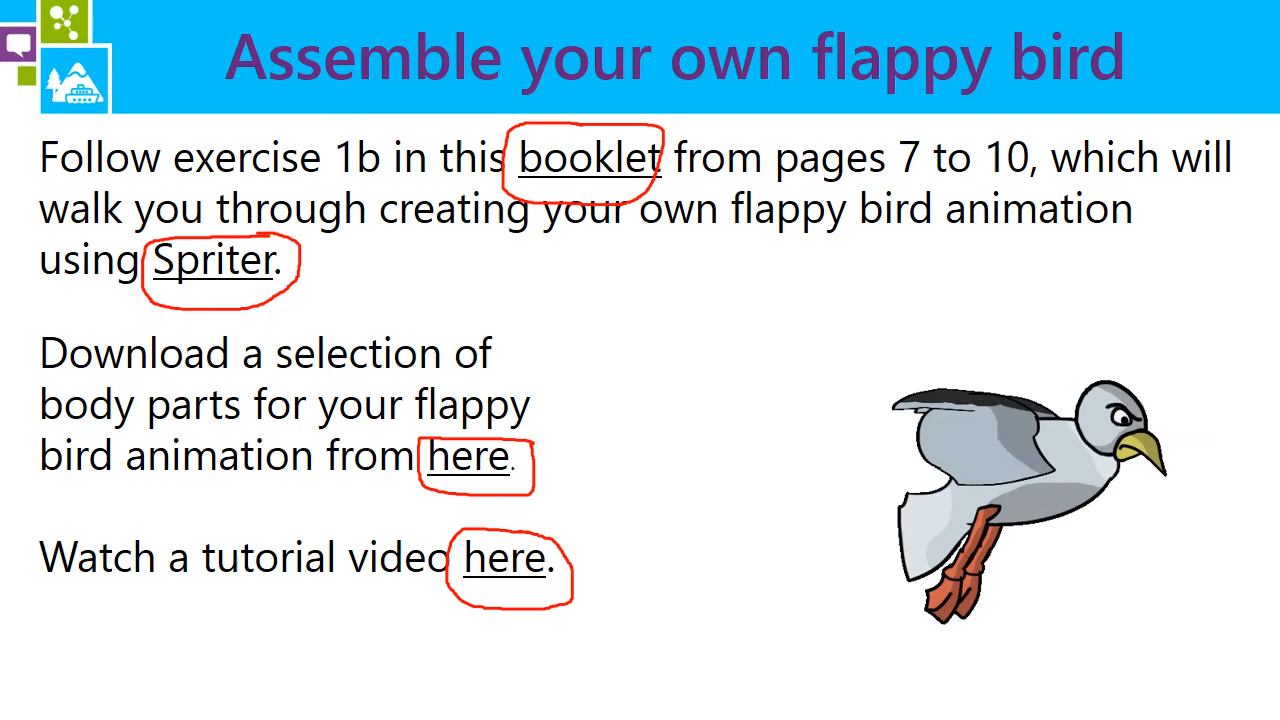 Assemble your own flappy bird
Follow exercise 1b in this booklet from pages 7 to 10, which will
walk you through creating your own flappy bird animation
using Spriter.
Download a selection of
body parts for your flappy
bird animation from here.
Watch a tutorial video here.